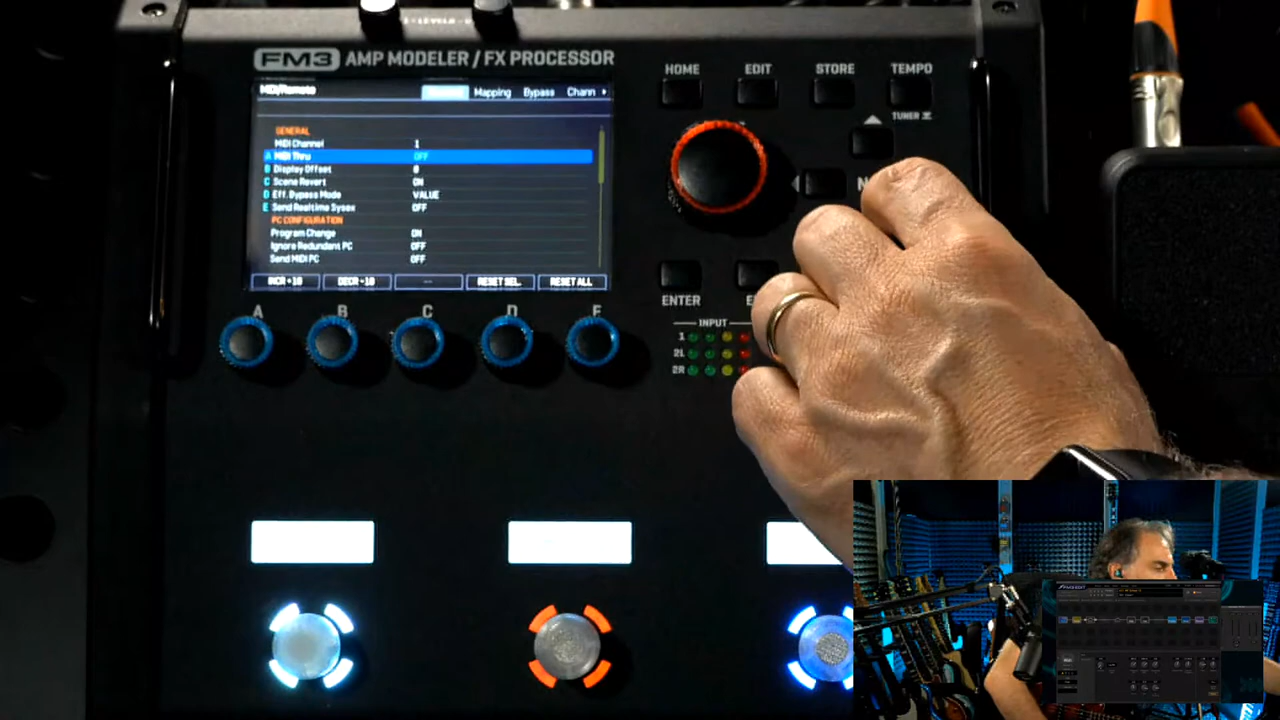 FM3 AMP MODELER / FX PROCESSOR
HOME EDIT STORE TEMPO
TUNER
MIDI/Remote Mapping Bypass Chann
GENERAL
MIDI Channel 1
A MIDI Thru OFF
B Display Offset 0
C Scene Revert ON
D Eff. Bypass Mode VALUE
E Send Realtime Sysex OFF
PC CONFIGURATION
Program Change ON
Ignore Redundant PC OFF
Send MIDI PC OFF
INCR +10 DECR -10 --- RESET SEL. RESET ALL
N
ENTER E
A B C D E
INPUT
1
2L
2R